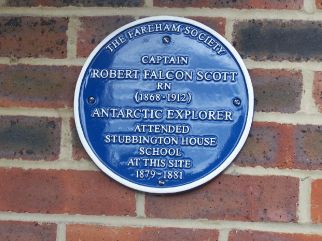 THE FAREHAM SOCIETY
CAPTAIN
ROBERT FALCON SCOTT
RN
(1868-1912)
ANTARCTIC EXPLORER
ATTENDED
STUBBINGTON HOUSE
SCHOOL
AT THIS SITE
1879-1881